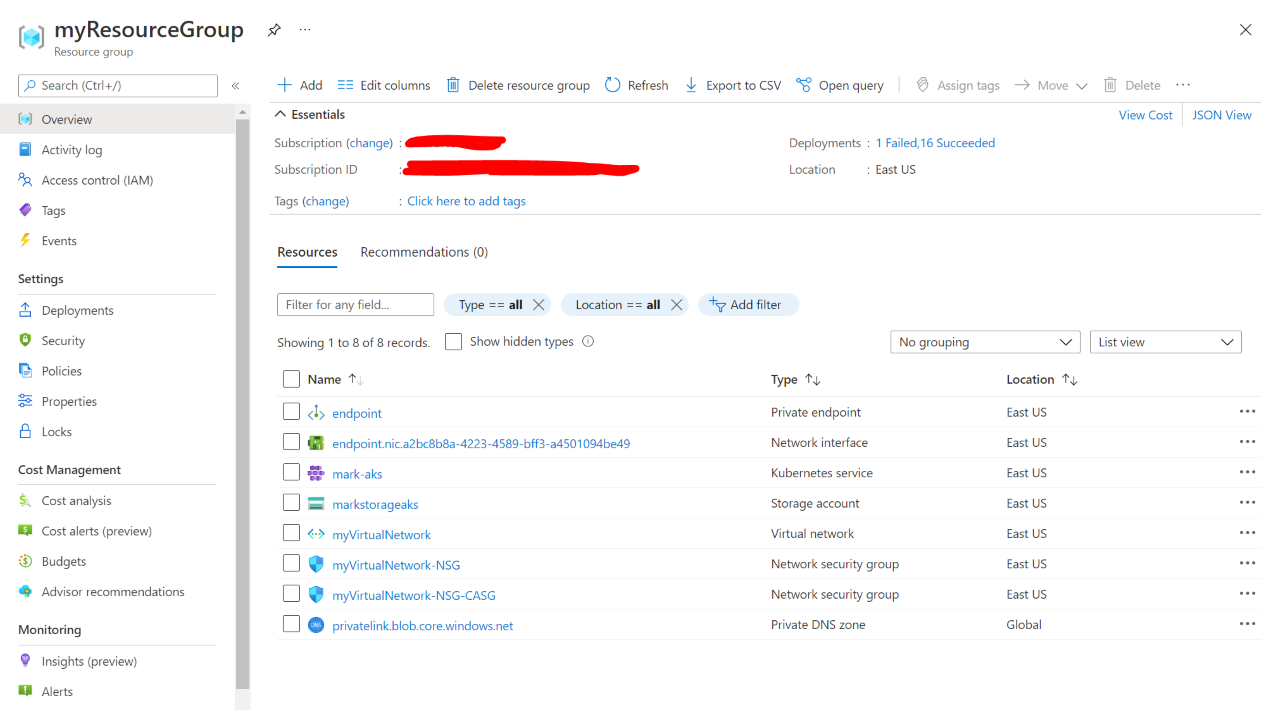 myResourceGroup
Resource group
Search (Ctrl+/)
Overview
Activity log
Access control (IAM)
Tags
Events
Settings
Deployments
Security
Policies
Properties
Locks
Cost Management
Cost analysis
Cost alerts (preview)
Budgets
Advisor recommendations
Monitoring
Insights (preview)
Alerts
Add Edit columns Delete resource group Refresh Export to CSV Open query Assign tags Move Delete
Essentials View Cost JSON View
Subscription (change) : Deployments : 1 Failed,16 Succeeded
Subscription ID : Location : East US
Tags (change) : Click here to add tags
Resources Recommendations (0)
Filter for any field... Type == all Location == all Add filter
Showing 1 to 8 of 8 records. Show hidden types No grouping List view
Name Type Location
endpoint Private endpoint East US
endpoint.nic.a2bc8b8a-4223-4589-bff3-a4501094be49 Network interface East US
mark-aks Kubernetes service East US
markstorageaks Storage account East US
myVirtualNetwork Virtual network East US
myVirtualNetwork-NSG Network security group East US
myVirtualNetwork-NSG-CASG Network security group East US
DNS privatelink.blob.core.windows.net Private DNS zone Global